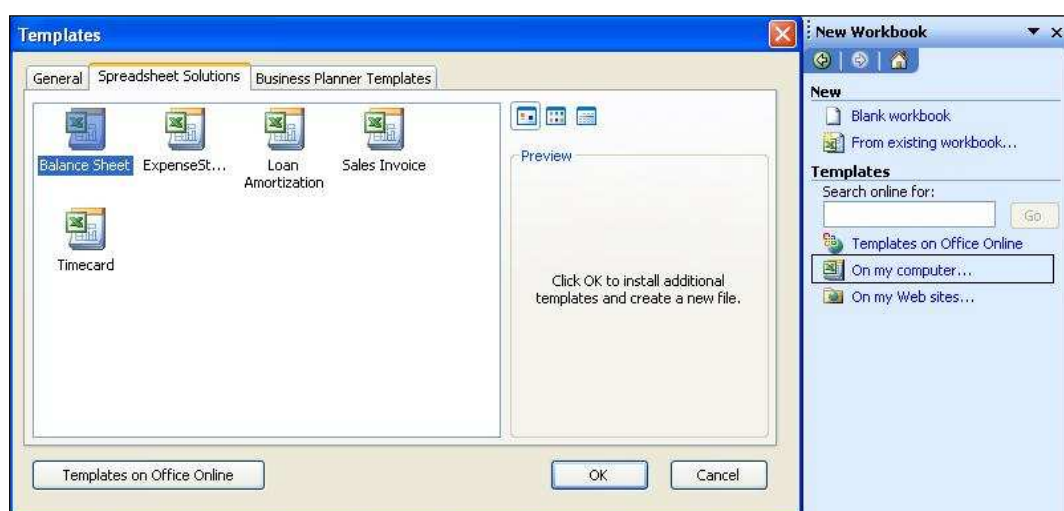 Templates
General Spreadsheet Solutions Business Planner Templates
Balance Sheet ExpenseSt... Loan Amortization Sales Invoice
Timecard
Preview
Click OK to install additional
templates and create a new file.
Templates on Office Online OK Cancel
New Workbook
New
Blank workbook
From existing workbook...
Templates
Search online for:
Go
Templates on Office Online
On my computer...
On my Web sites...